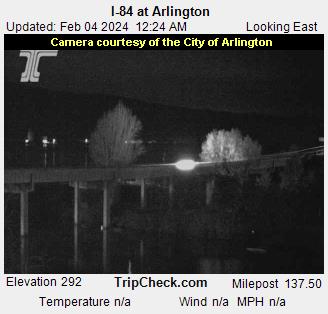 I-84 at Arlington
Updated: Feb 04 2024 12:24 AM Looking East
Camera courtesy of the City of Arlington
Elevation 292 TripCheck.com Milepost 137.50
Temperature n/a Wind n/a MPH n/a